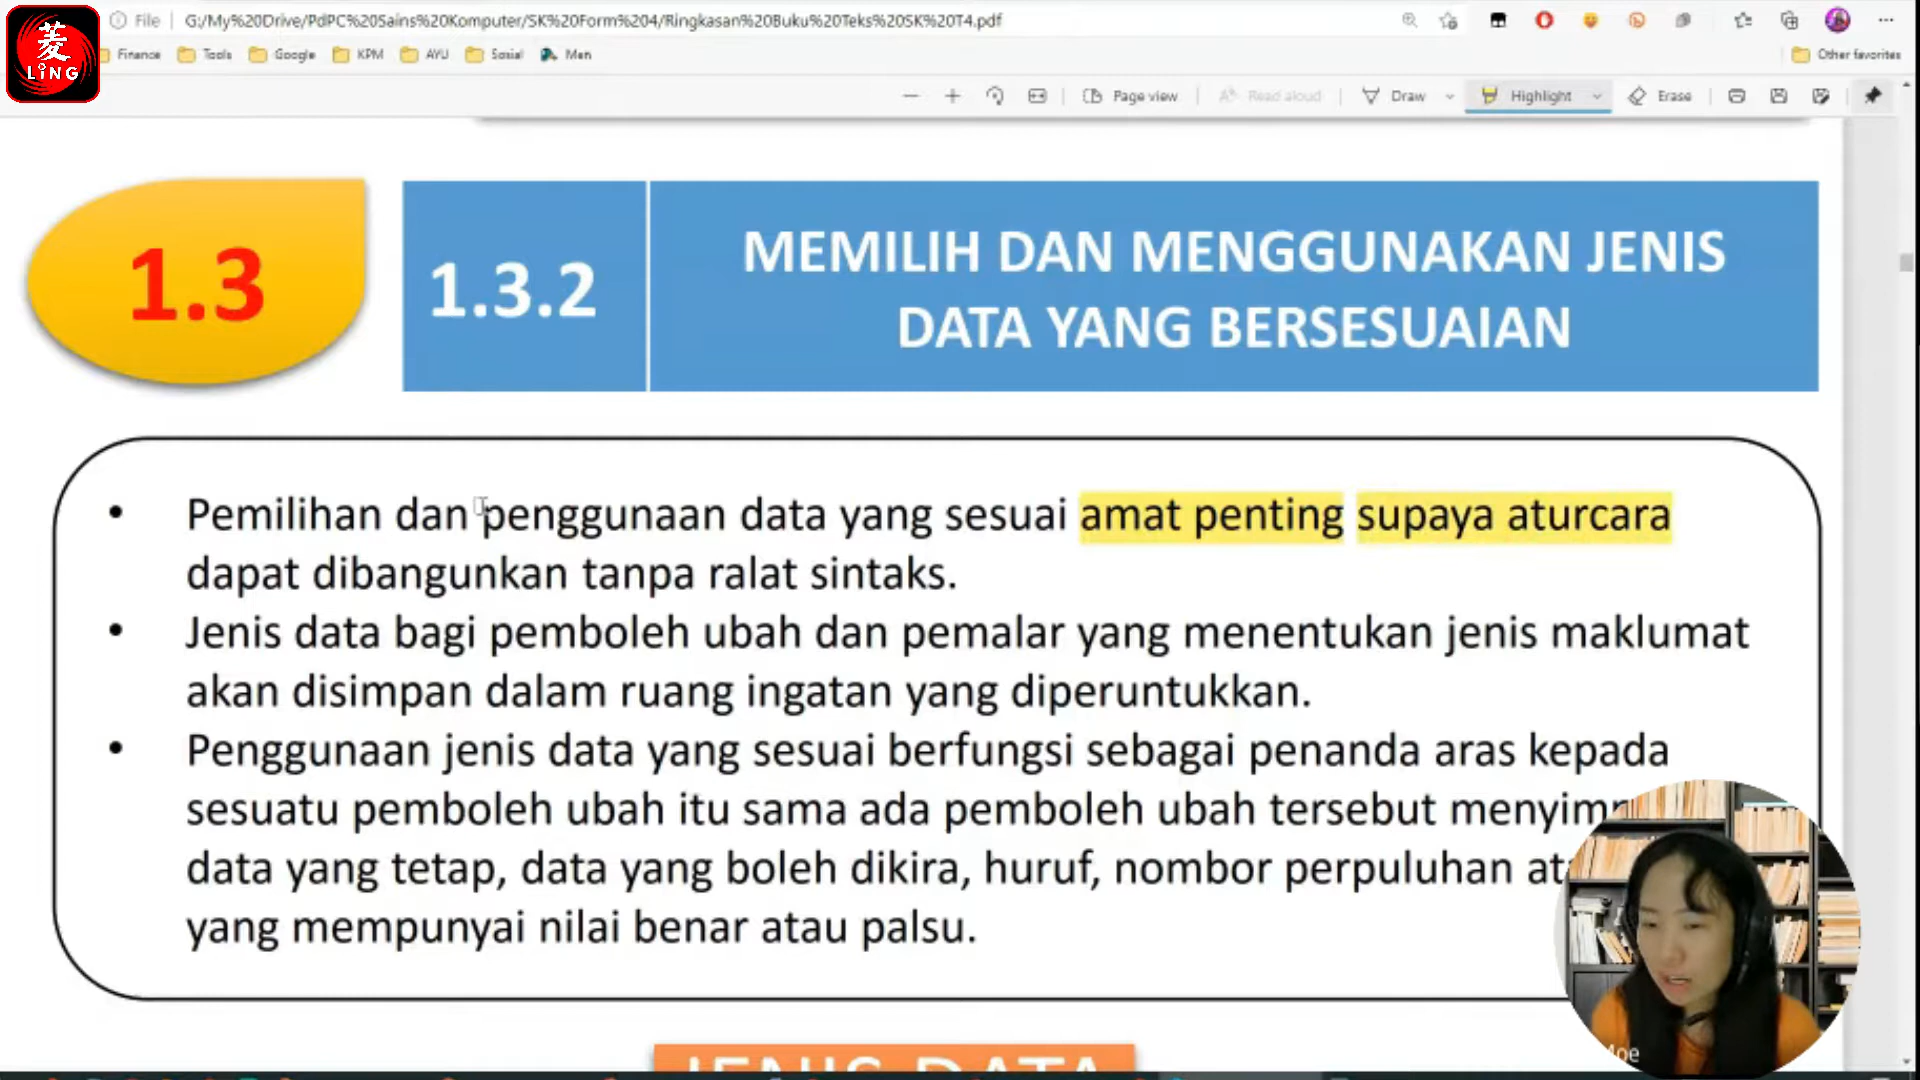 菱
LiNG
File
G:/My%20Drive/PdPC%20Sains%20Komputer/SK%20Form%204/Ringkasan%20Buku%20Teks%20SK%20T4.pdf
Finance Tools Google KPM AYU Sosial Men Other favorites
Page view Read aloud Draw Highlight Erase
1.3
1.3.2
MEMILIH DAN MENGGUNAKAN JENIS
DATA YANG BERSESUAIAN
• Pemilihan dan penggunaan data yang sesuai amat penting supaya aturcara
dapat dibangunkan tanpa ralat sintaks.
• Jenis data bagi pemboleh ubah dan pemalar yang menentukan jenis maklumat
akan disimpan dalam ruang ingatan yang diperuntukkan.
• Penggunaan jenis data yang sesuai berfungsi sebagai penanda aras kepada
sesuatu pemboleh ubah itu sama ada pemboleh ubah tersebut
data yang tetap, data yang boleh dikira, huruf, nombor perpuluhan
yang mempunyai nilai benar atau palsu.
JENIS DATA